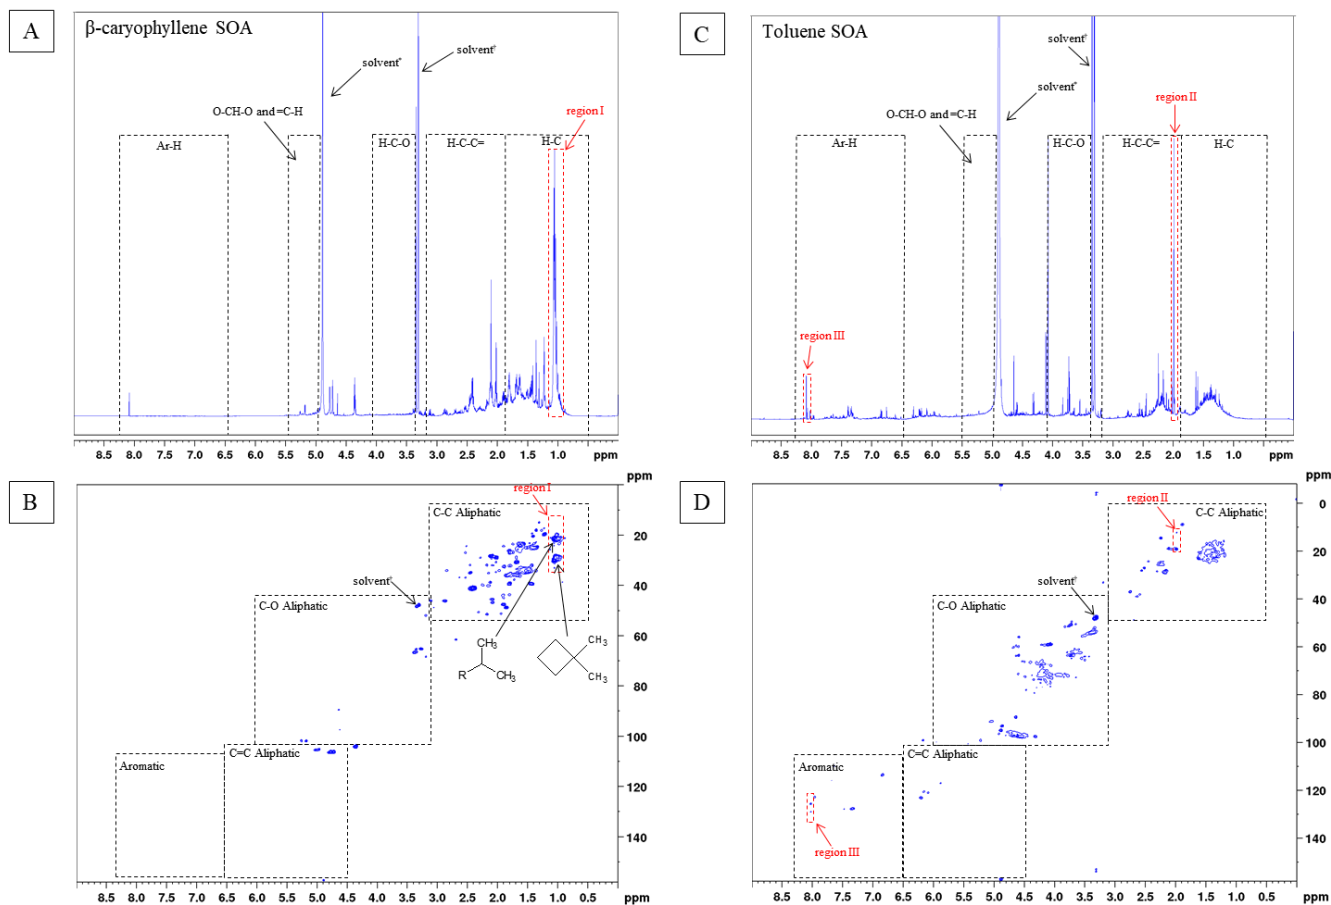 A
β-caryophyllene SOA
solvent*
solvent†
O-CH-O and =C-H
region I
Ar-H
H-C-O
H-C-C=
H-C
8.5 8.0 7.5 7.0 6.5 6.0 5.5 5.0 4.5 4.0 3.5 3.0 2.5 2.0 1.5 1.0 0.5 ppm
C
Toluene SOA
solvent†
solvent*
O-CH-O and =C-H
region II
Ar-H
H-C-O
H-C-C=
H-C
region III
8.5 8.0 7.5 7.0 6.5 6.0 5.5 5.0 4.5 4.0 3.5 3.0 2.5 2.0 1.5 1.0 0.5 ppm
B
region I
C-C Aliphatic
solvent†
C-O Aliphatic
CH3
R
CH3
CH3
CH3
C=C Aliphatic
Aromatic
ppm
20
40
60
80
100
120
140
8.5 8.0 7.5 7.0 6.5 6.0 5.5 5.0 4.5 4.0 3.5 3.0 2.5 2.0 1.5 1.0 0.5 ppm
D
region II
C-C Aliphatic
solvent†
C-O Aliphatic
C=C Aliphatic
Aromatic
region III
ppm
0
20
40
60
80
100
120
140
8.5 8.0 7.5 7.0 6.5 6.0 5.5 5.0 4.5 4.0 3.5 3.0 2.5 2.0 1.5 1.0 0.5 ppm